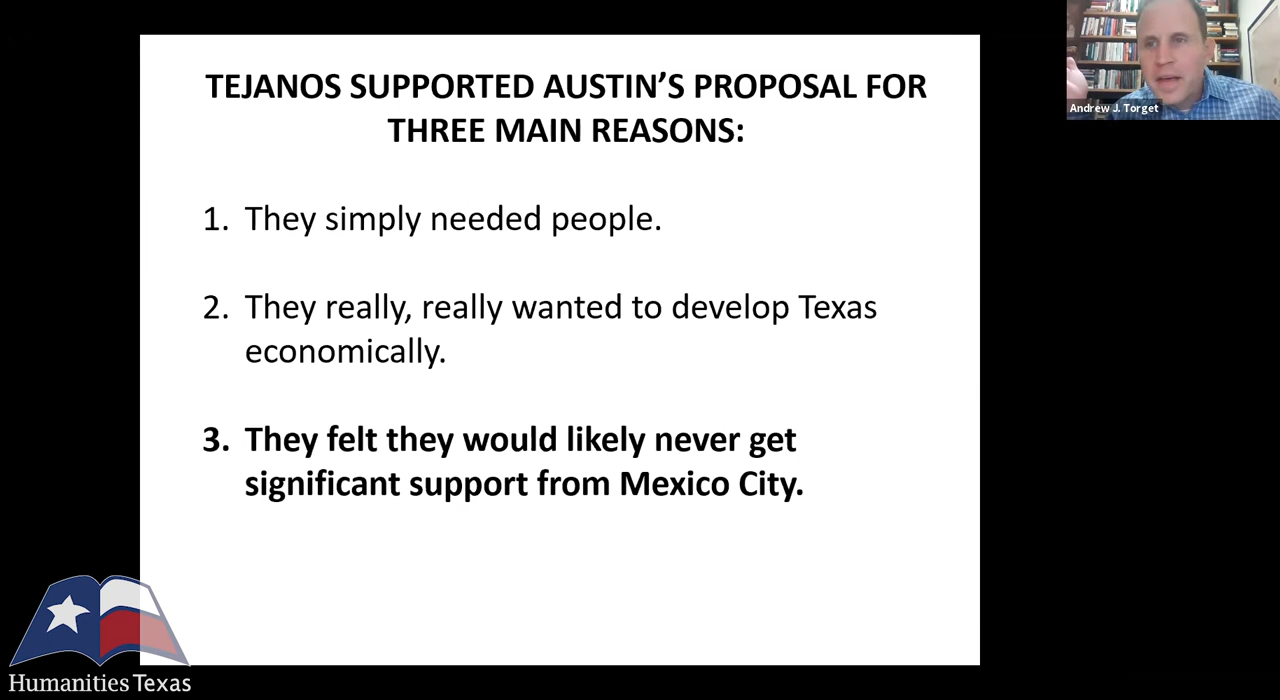 TEJANOS SUPPORTED AUSTIN’S PROPOSAL FOR
THREE MAIN REASONS:
1. They simply needed people.
2. They really, really wanted to develop Texas
economically.
3. They felt they would likely never get
significant support from Mexico City.
Andrew J. Torget
Humanities Texas